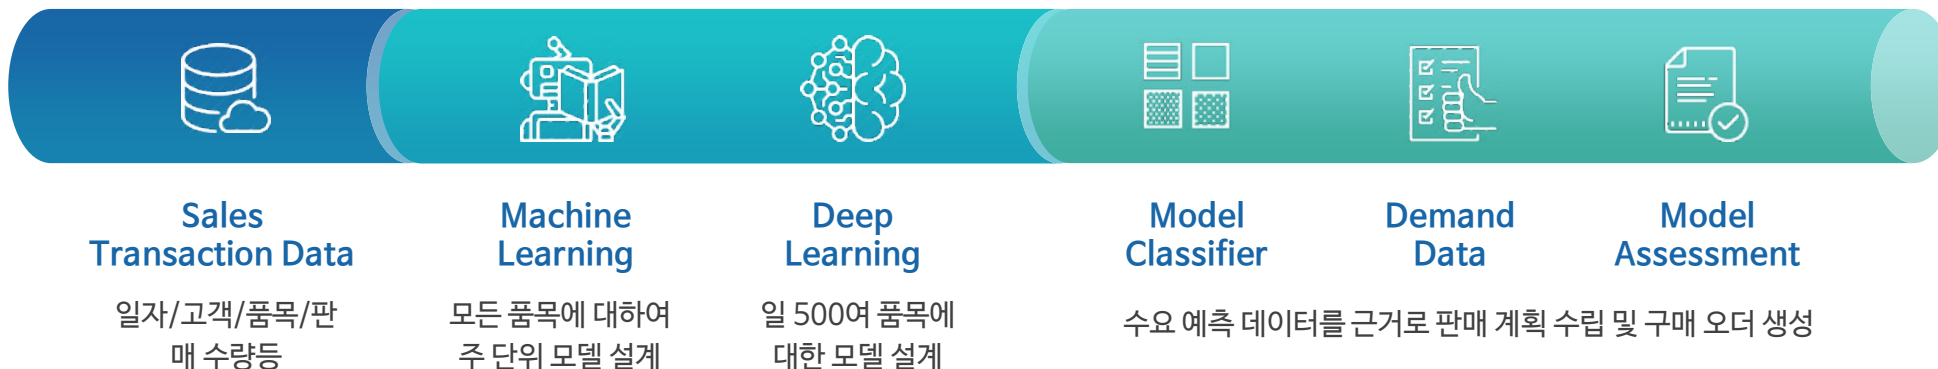 Sales
Transaction Data
일자/고객/품목/판
매 수량등
Machine
Learning
모든 품목에 대하여
주 단위 모델 설계
Deep
Learning
일 500여 품목에
대한 모델 설계
Model
Classifier
Demand
Data
Model
Assessment
수요 예측 데이터를 근거로 판매 계획 수립 및 구매 오더 생성